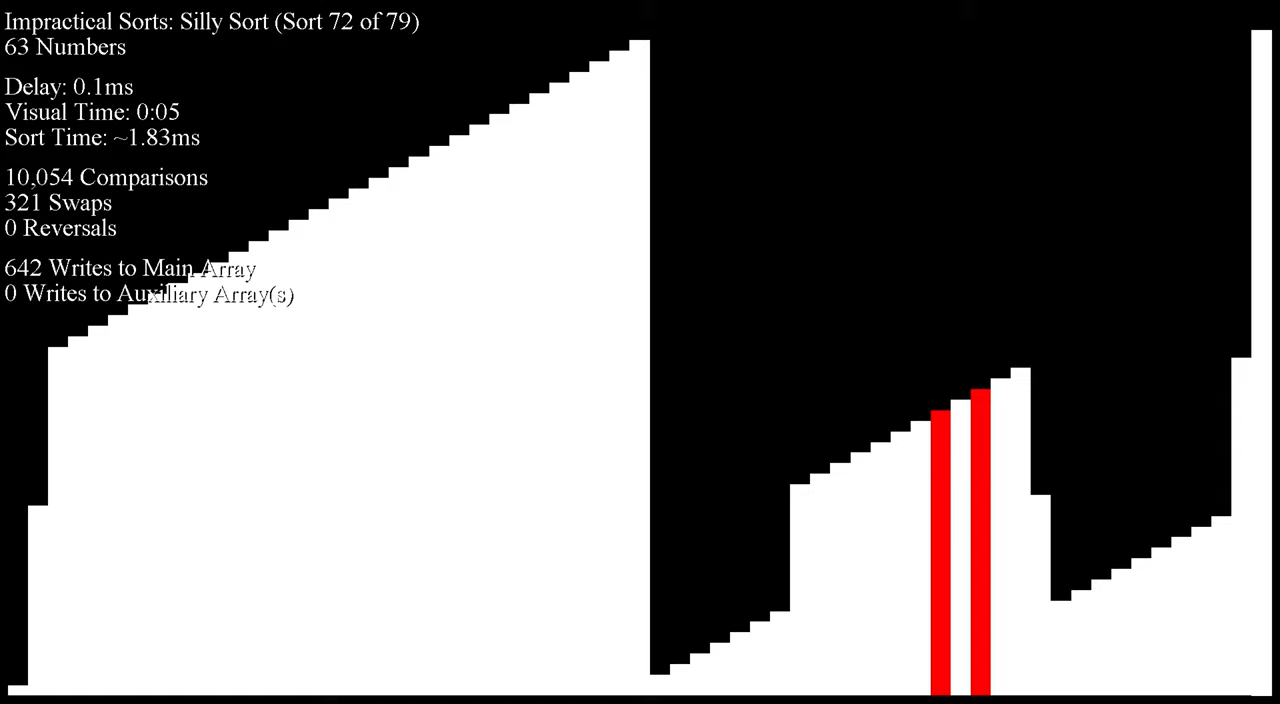 Impractical Sorts: Silly Sort (Sort 72 of 79)
63 Numbers
Delay: 0.1ms
Visual Time: 0:05
Sort Time: ~1.83ms
10,054 Comparisons
321 Swaps
0 Reversals
642 Writes to Main Array
0 Writes to Auxiliary Array(s)